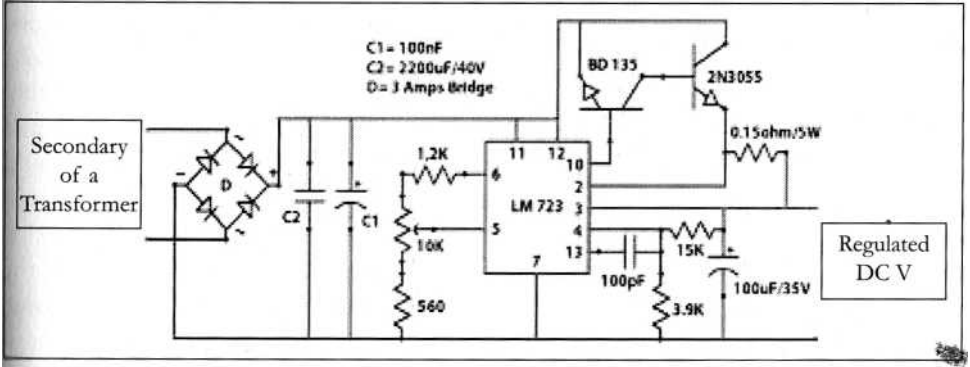 C1 = 100nF
C2 = 2200uF/40V
D = 3 Amps Bridge
BD 135
2N3055
0.15ohm/5W
Secondary
of a
Transformer
~
-
+
D
~
C2
+
C1
1.2K
10K
560
11
12
10
6
2
LM 723
3
5
4
13
7
15K
100pF
3.9K
+
100uF/35V
Regulated
DC V